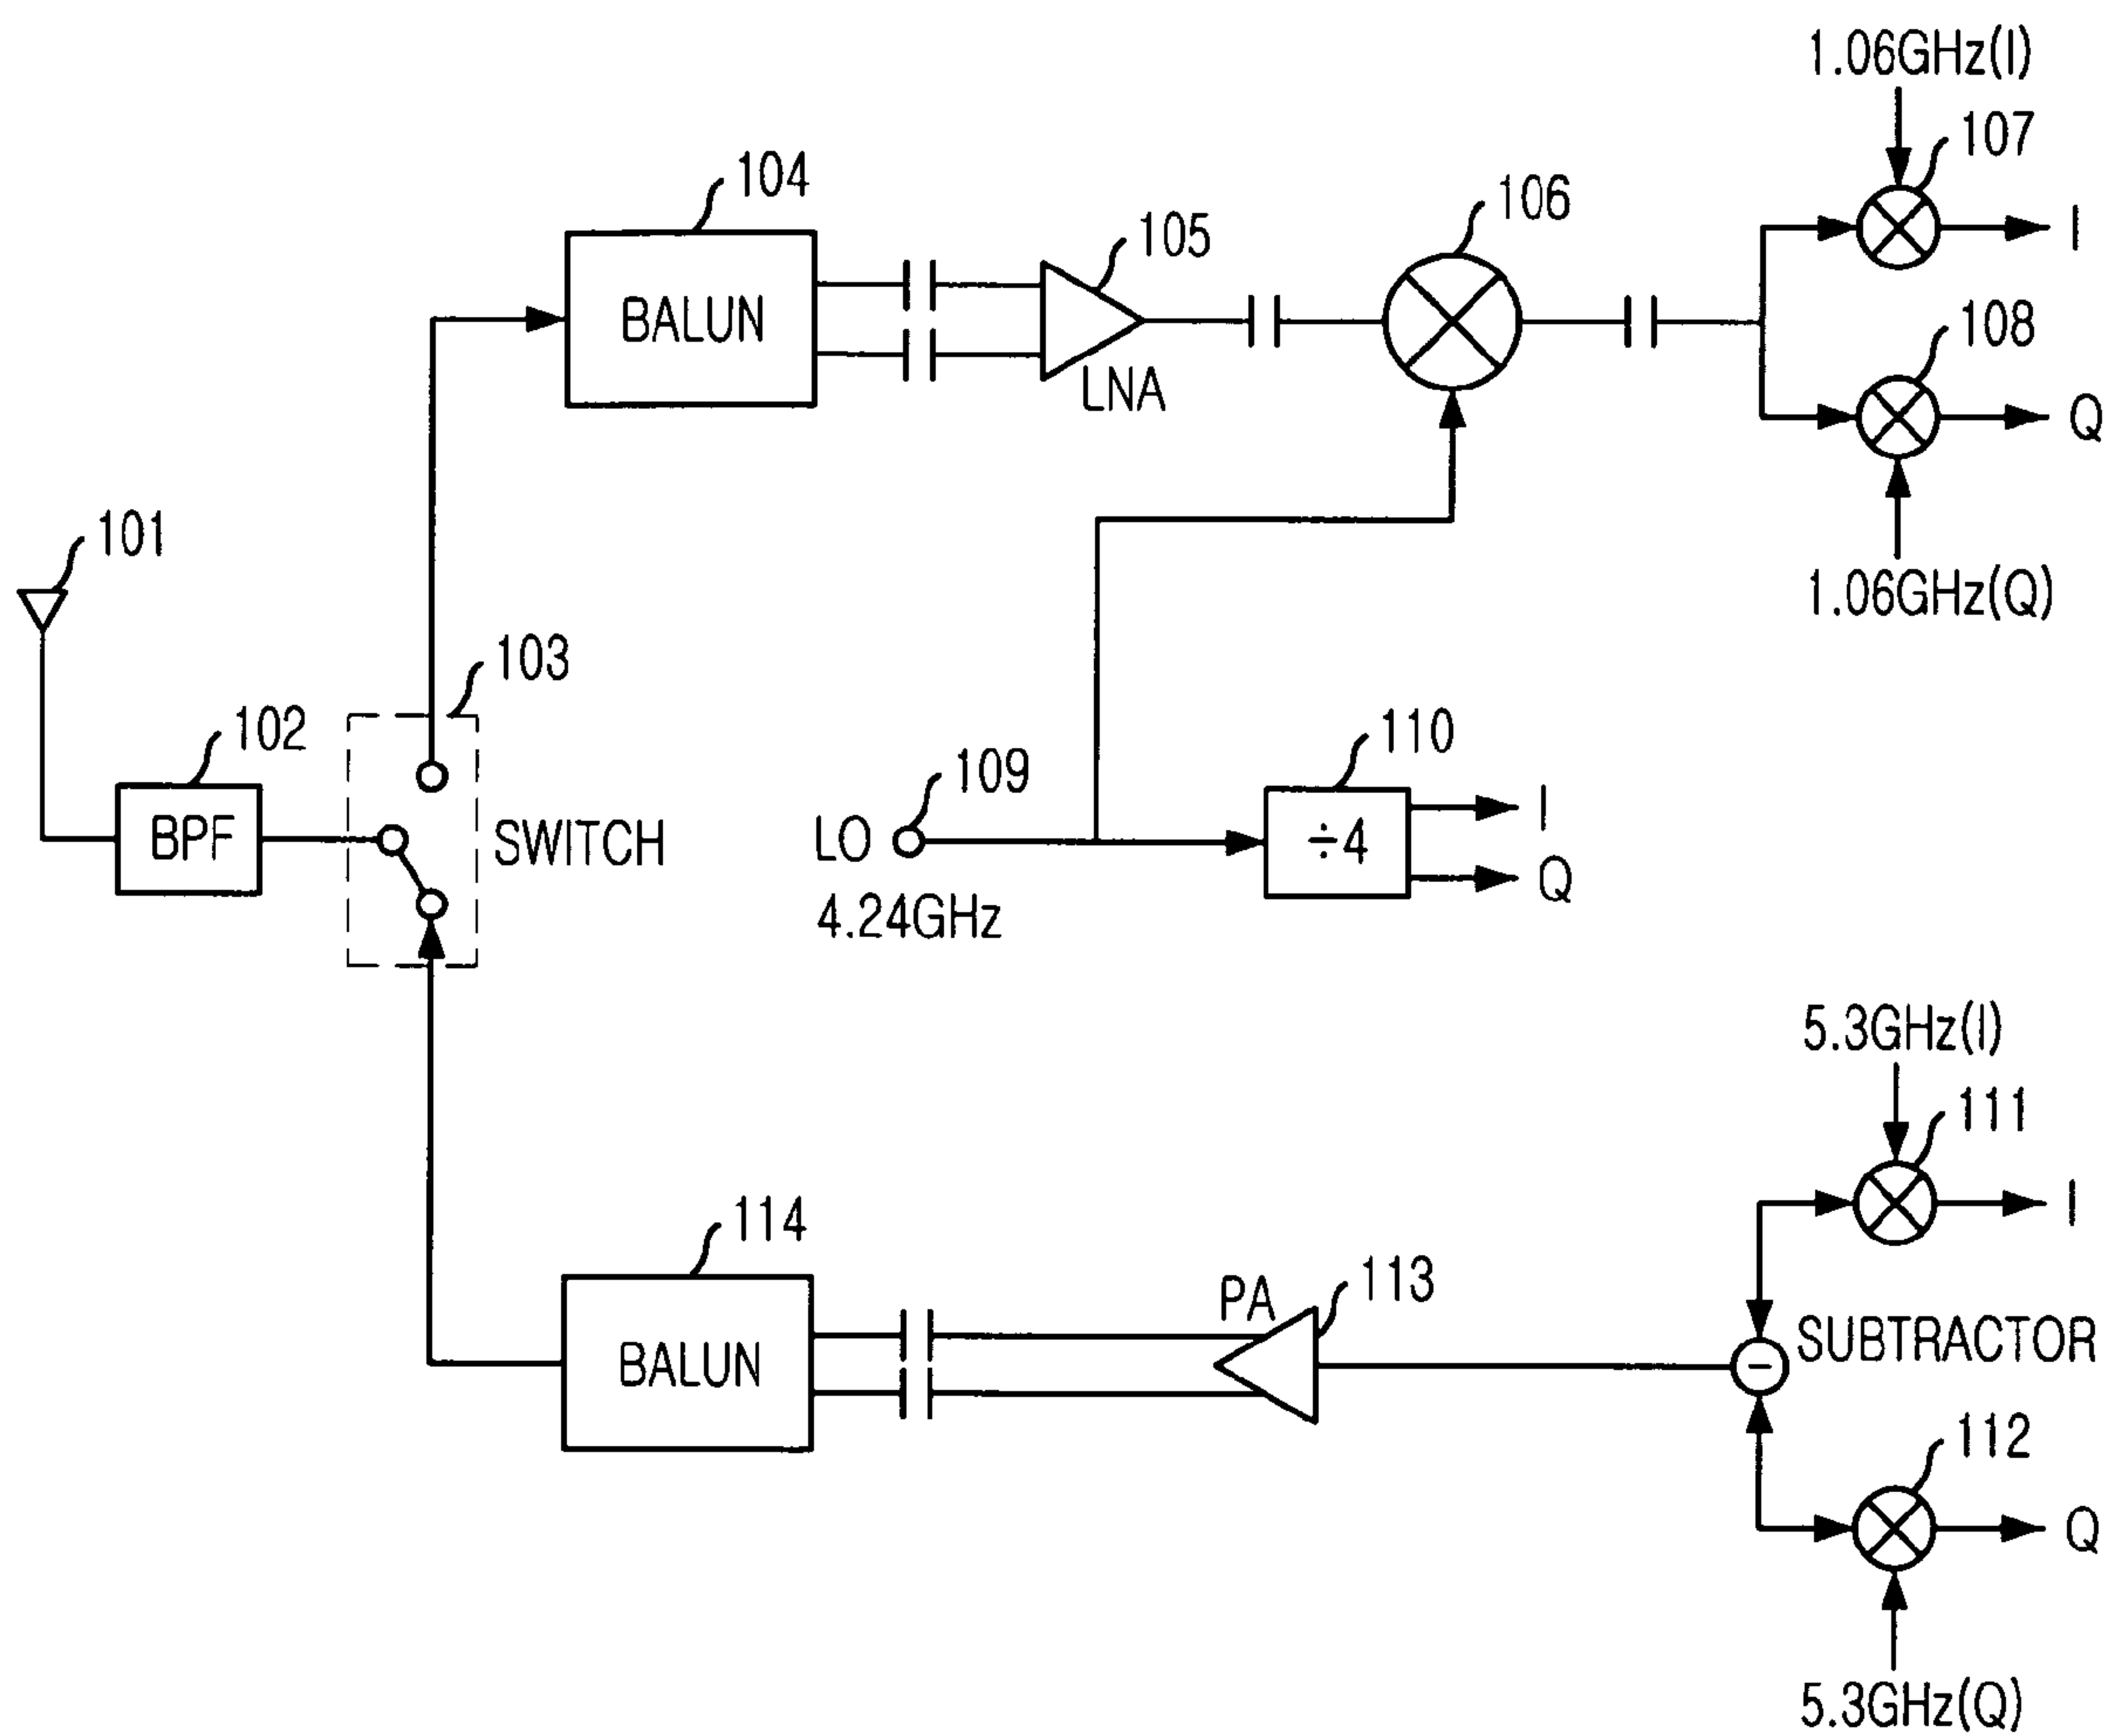 1.06GHz(I)
107
104
106
105
I
BALUN
108
LNA
Q
101
1.06GHz(Q)
103
102
110
109
I
BPF
SWITCH
LO
÷4
Q
4.24GHz
5.3GHz(I)
111
114
I
PA
113
SUBTRACTOR
−
BALUN
112
Q
5.3GHz(Q)